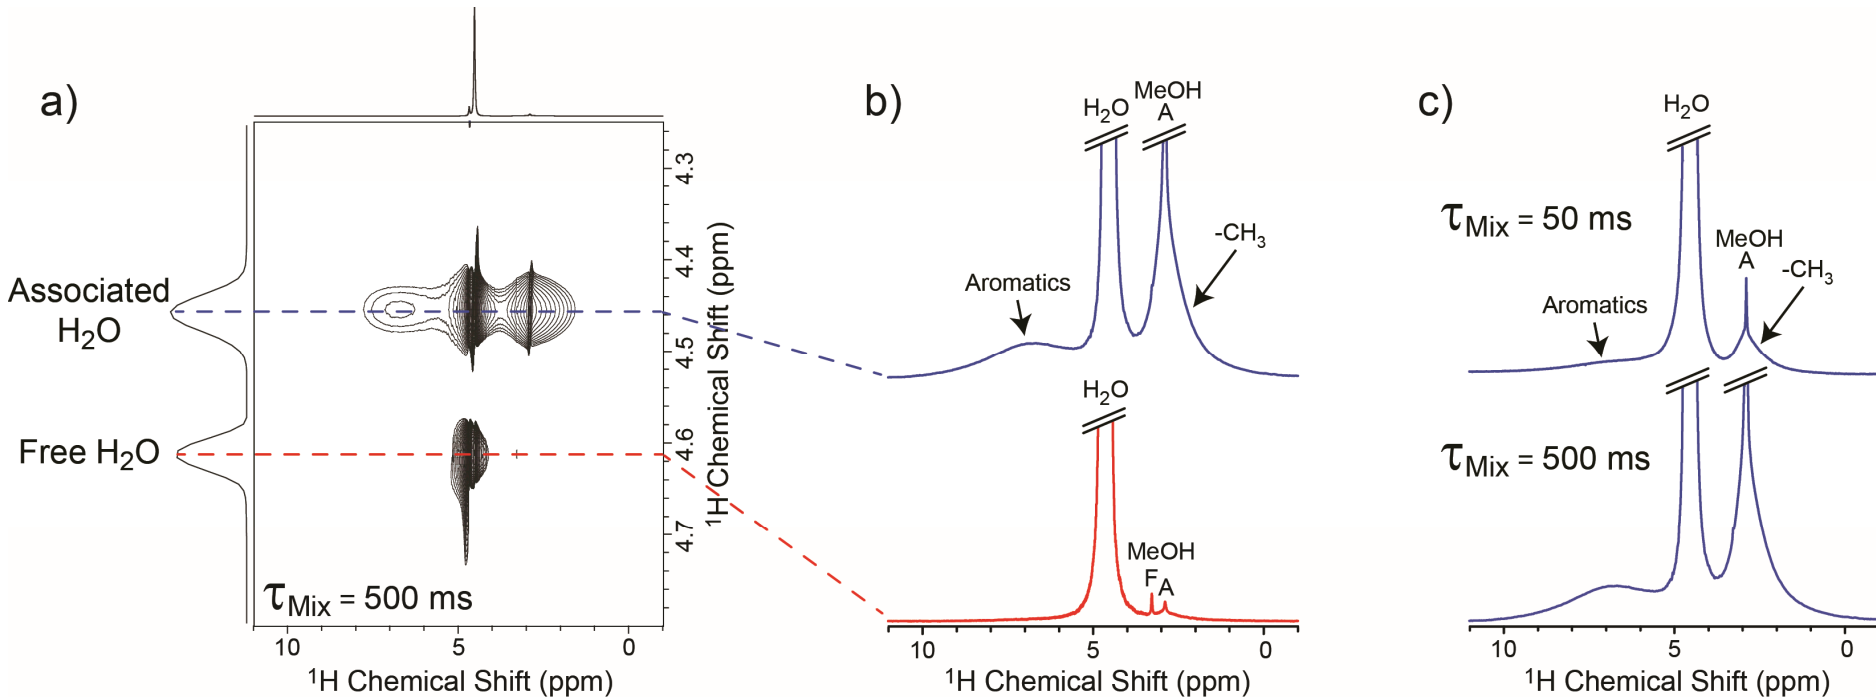 a)
Associated
H₂O
Free H₂O
τMix = 500 ms
4.3
4.4
4.5
4.6
4.7
¹H Chemical Shift (ppm)
10 5 0
¹H Chemical Shift (ppm)
b)
H₂O
MeOH
A
-CH₃
Aromatics
H₂O
MeOH
F A
10 5 0
¹H Chemical Shift (ppm)
c)
H₂O
τMix = 50 ms
MeOH
A
-CH₃
Aromatics
τMix = 500 ms
10 5 0
¹H Chemical Shift (ppm)